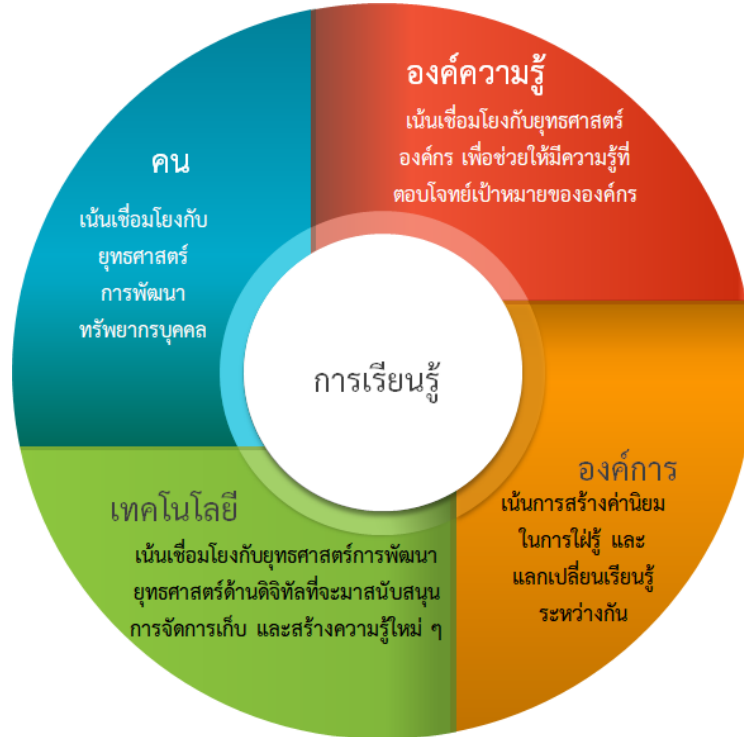 องค์ความรู้
เน้นเชื่อมโยงกับยุทธศาสตร์
องค์กร เพื่อช่วยให้มีความรู้ที่
ตอบโจทย์เป้าหมายขององค์กร
คน
เน้นเชื่อมโยงกับ
ยุทธศาสตร์
การพัฒนา
ทรัพยากรบุคคล
การเรียนรู้
องค์การ
เน้นการสร้างค่านิยม
ในการใฝ่รู้ และ
แลกเปลี่ยนเรียนรู้
ระหว่างกัน
เทคโนโลยี
เน้นเชื่อมโยงกับยุทธศาสตร์การพัฒนา
ยุทธศาสตร์ด้านดิจิทัลที่จะมาสนับสนุน
การจัดการเก็บ และสร้างความรู้ใหม่ ๆ